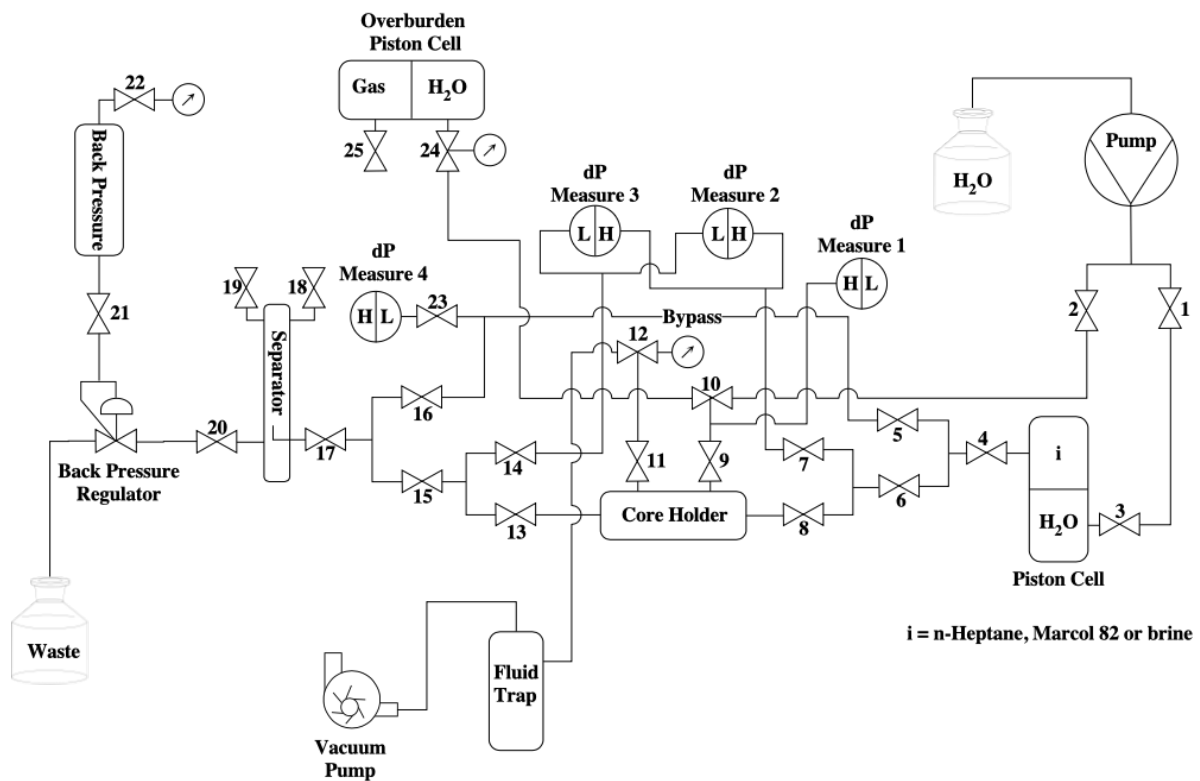 Overburden
Piston Cell
Gas
H₂O
22
Back Pressure
25
24
Pump
H₂O
dP
Measure 3
dP
Measure 2
L H
L H
dP
Measure 1
H L
dP
Measure 4
H L
23
19
18
21
2
1
Bypass
12
10
Separator
16
5
4
i
20
17
14
11
9
7
Back Pressure
Regulator
15
6
13
Core Holder
8
H₂O
3
Piston Cell
Waste
i = n-Heptane, Marcol 82 or brine
Fluid
Trap
Vacuum
Pump